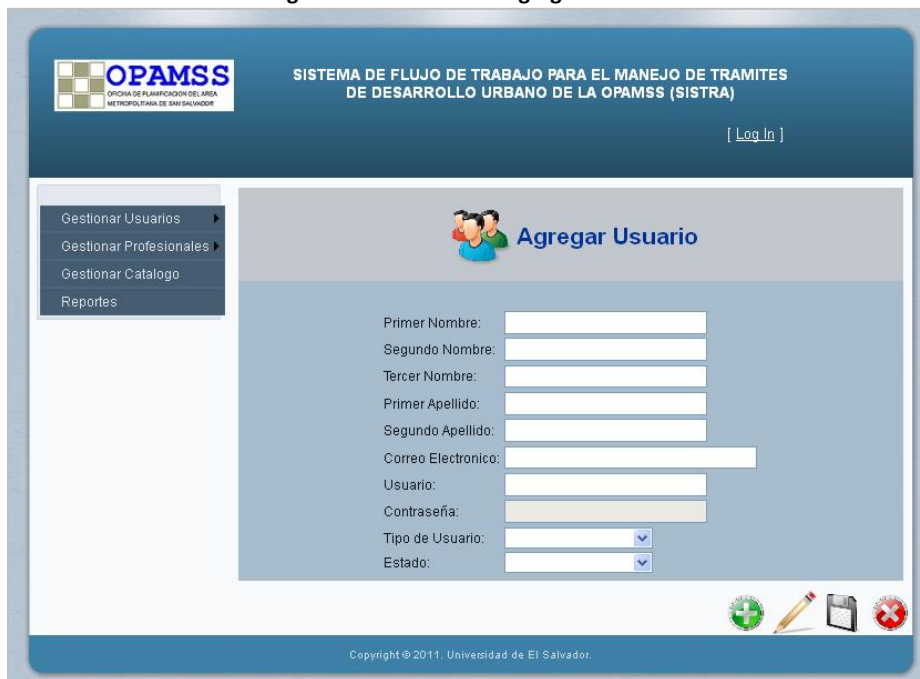 OPAMSS
OFICINA DE PLANIFICACION DEL AREA
METROPOLITANA DE SAN SALVADOR
SISTEMA DE FLUJO DE TRABAJO PARA EL MANEJO DE TRAMITES
DE DESARROLLO URBANO DE LA OPAMSS (SISTRA)
[ Log In ]
Gestionar Usuarios
Gestionar Profesionales
Gestionar Catalogo
Reportes
Agregar Usuario
Primer Nombre:
Segundo Nombre:
Tercer Nombre:
Primer Apellido:
Segundo Apellido:
Correo Electronico:
Usuario:
Contraseña:
Tipo de Usuario:
Estado:
Copyright © 2011. Universidad de El Salvador.